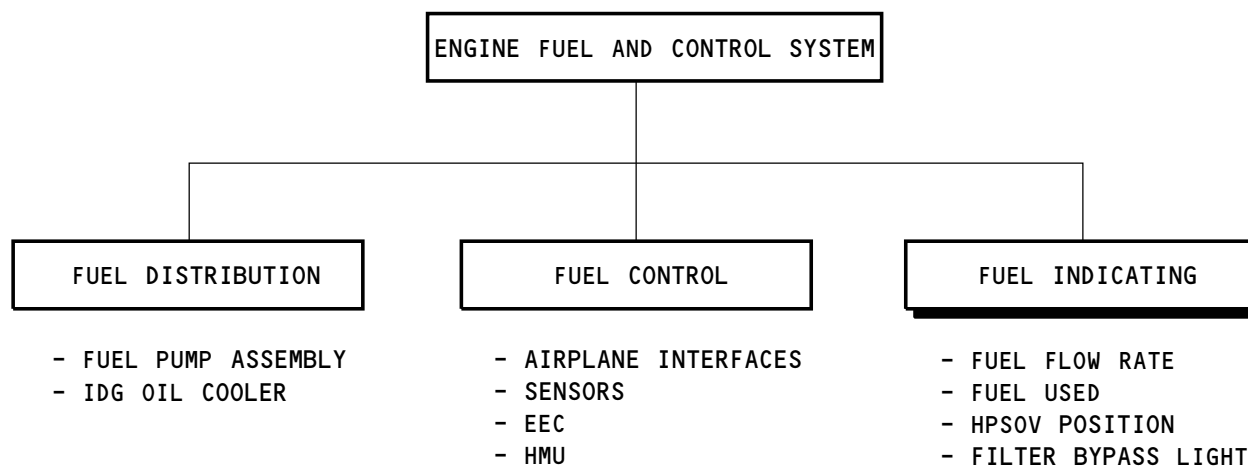 ENGINE FUEL AND CONTROL SYSTEM
FUEL DISTRIBUTION
- FUEL PUMP ASSEMBLY
- IDG OIL COOLER
FUEL CONTROL
- AIRPLANE INTERFACES
- SENSORS
- EEC
- HMU
FUEL INDICATING
- FUEL FLOW RATE
- FUEL USED
- HPSOV POSITION
- FILTER BYPASS LIGHT